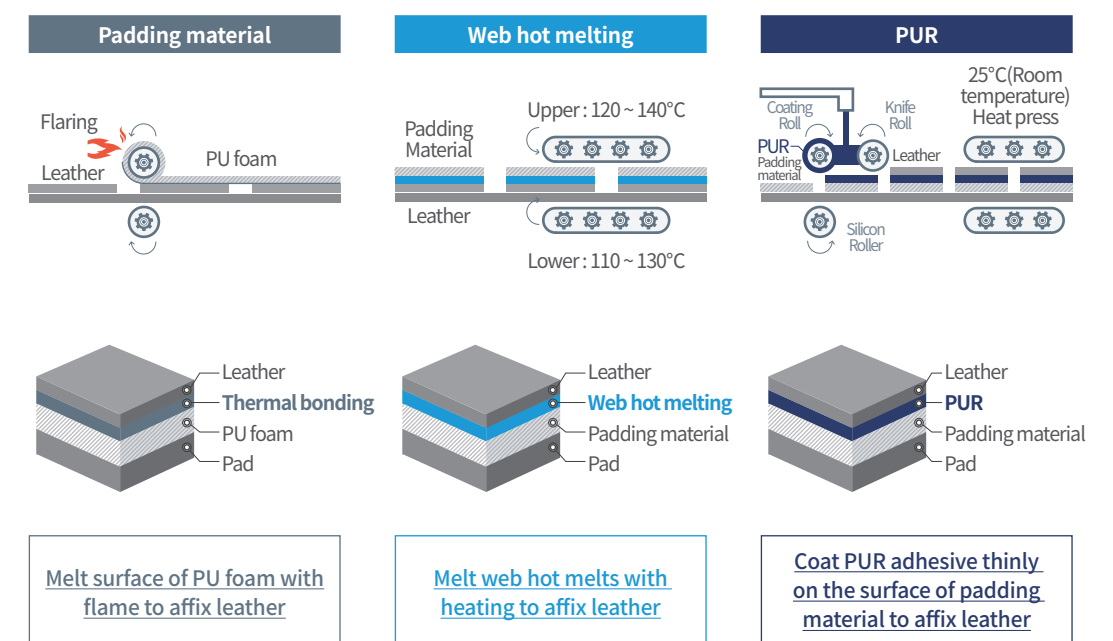 Padding material
Flaring
Leather
PU foam
Leather
Thermal bonding
PU foam
Pad
Melt surface of PU foam with
flame to affix leather
Web hot melting
Upper : 120 ~ 140°C
Padding
Material
Leather
Lower : 110 ~ 130°C
Leather
Web hot melting
Padding material
Pad
Melt web hot melts with
heating to affix leather
PUR
25°C(Room
temperature)
Heat press
Coating
Roll
Knife
Roll
PUR
Padding
material
Leather
Silicon
Roller
Leather
PUR
Padding material
Pad
Coat PUR adhesive thinly
on the surface of padding
material to affix leather